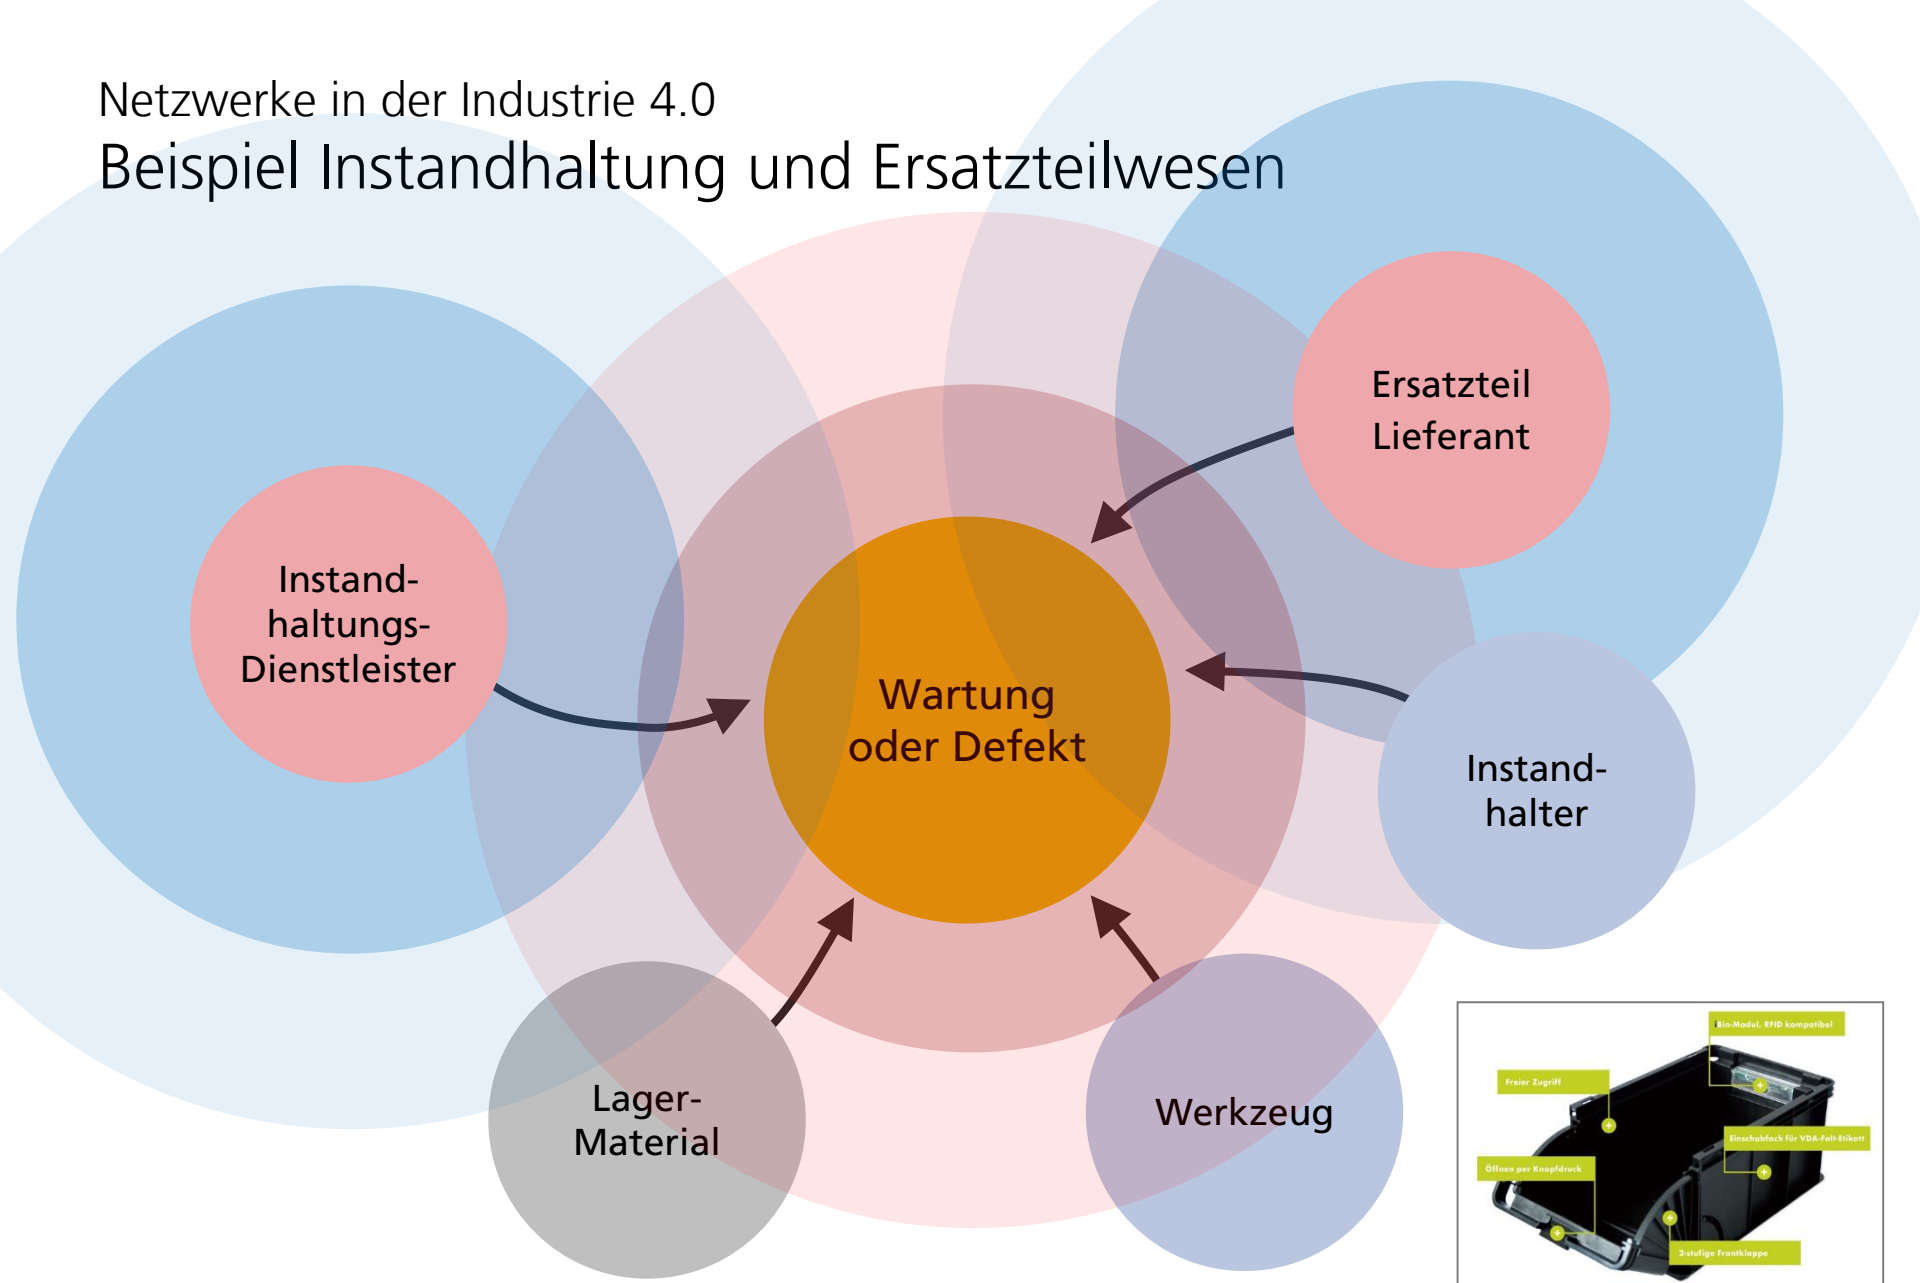 Netzwerke in der Industrie 4.0
Beispiel Instandhaltung und Ersatzteilwesen
Ersatzteil
Lieferant
Instand-
haltungs-
Dienstleister
Wartung
oder Defekt
Instand-
halter
Lager-
Material
Werkzeug
iBin-Modul, RFID kompatibel
Freier Zugriff
Einschubfach für VDA-Falt-Etikett
Öffnen per Knopfdruck
2-stufige Frontklappe